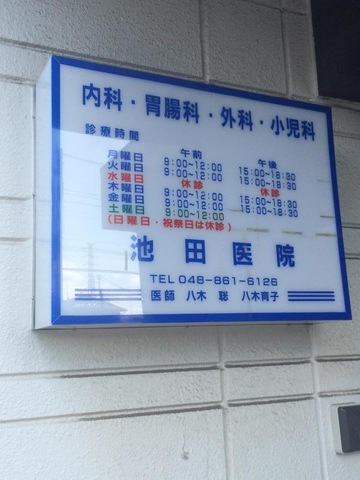 内科・胃腸科・外科・小児科
診療時間
午前 午後
月曜日 9:00~12:00 15:00~18:30
火曜日 9:00~12:00 15:00~18:30
水曜日 休診 休診
木曜日 9:00~12:00 15:00~18:30
金曜日 9:00~12:00 15:00~18:30
土曜日 9:00~12:00
(日曜日・祝祭日は休診)
池田医院
TEL 048-861-6126
医師 八木 聡 八木育子